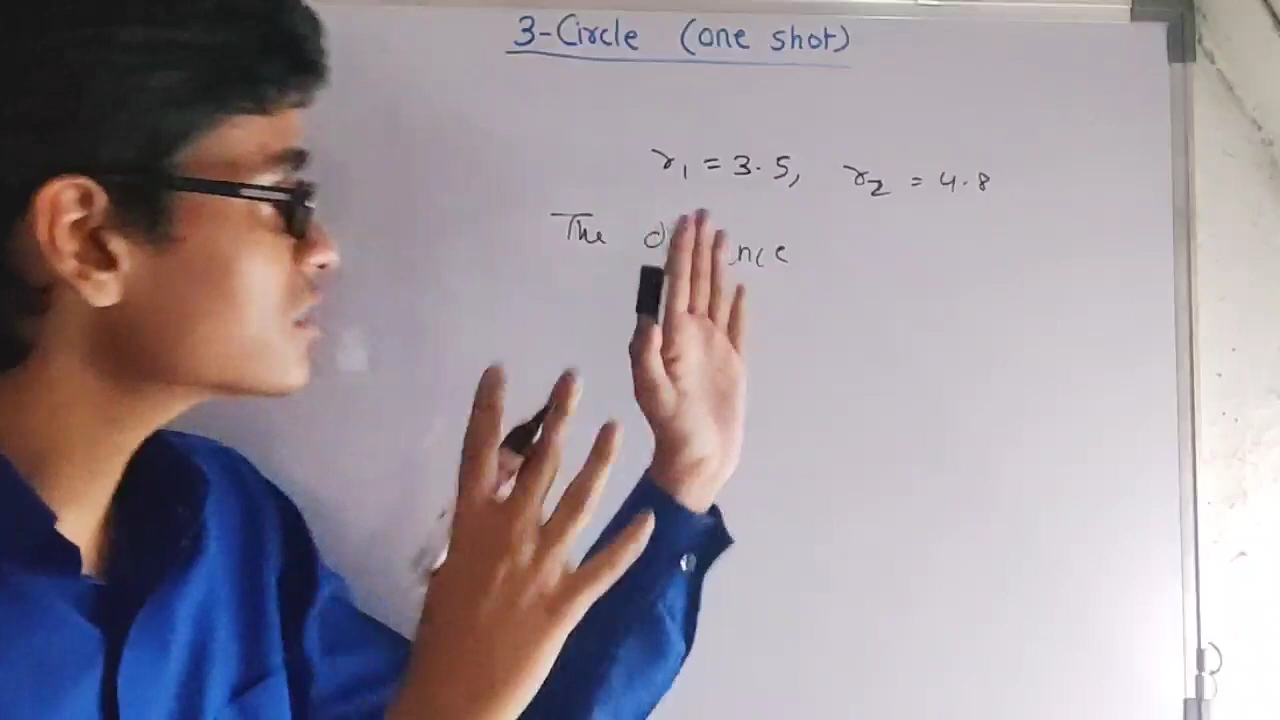 3-Circle (one shot)
r₁ = 3.5, r₂ = 4.8
The